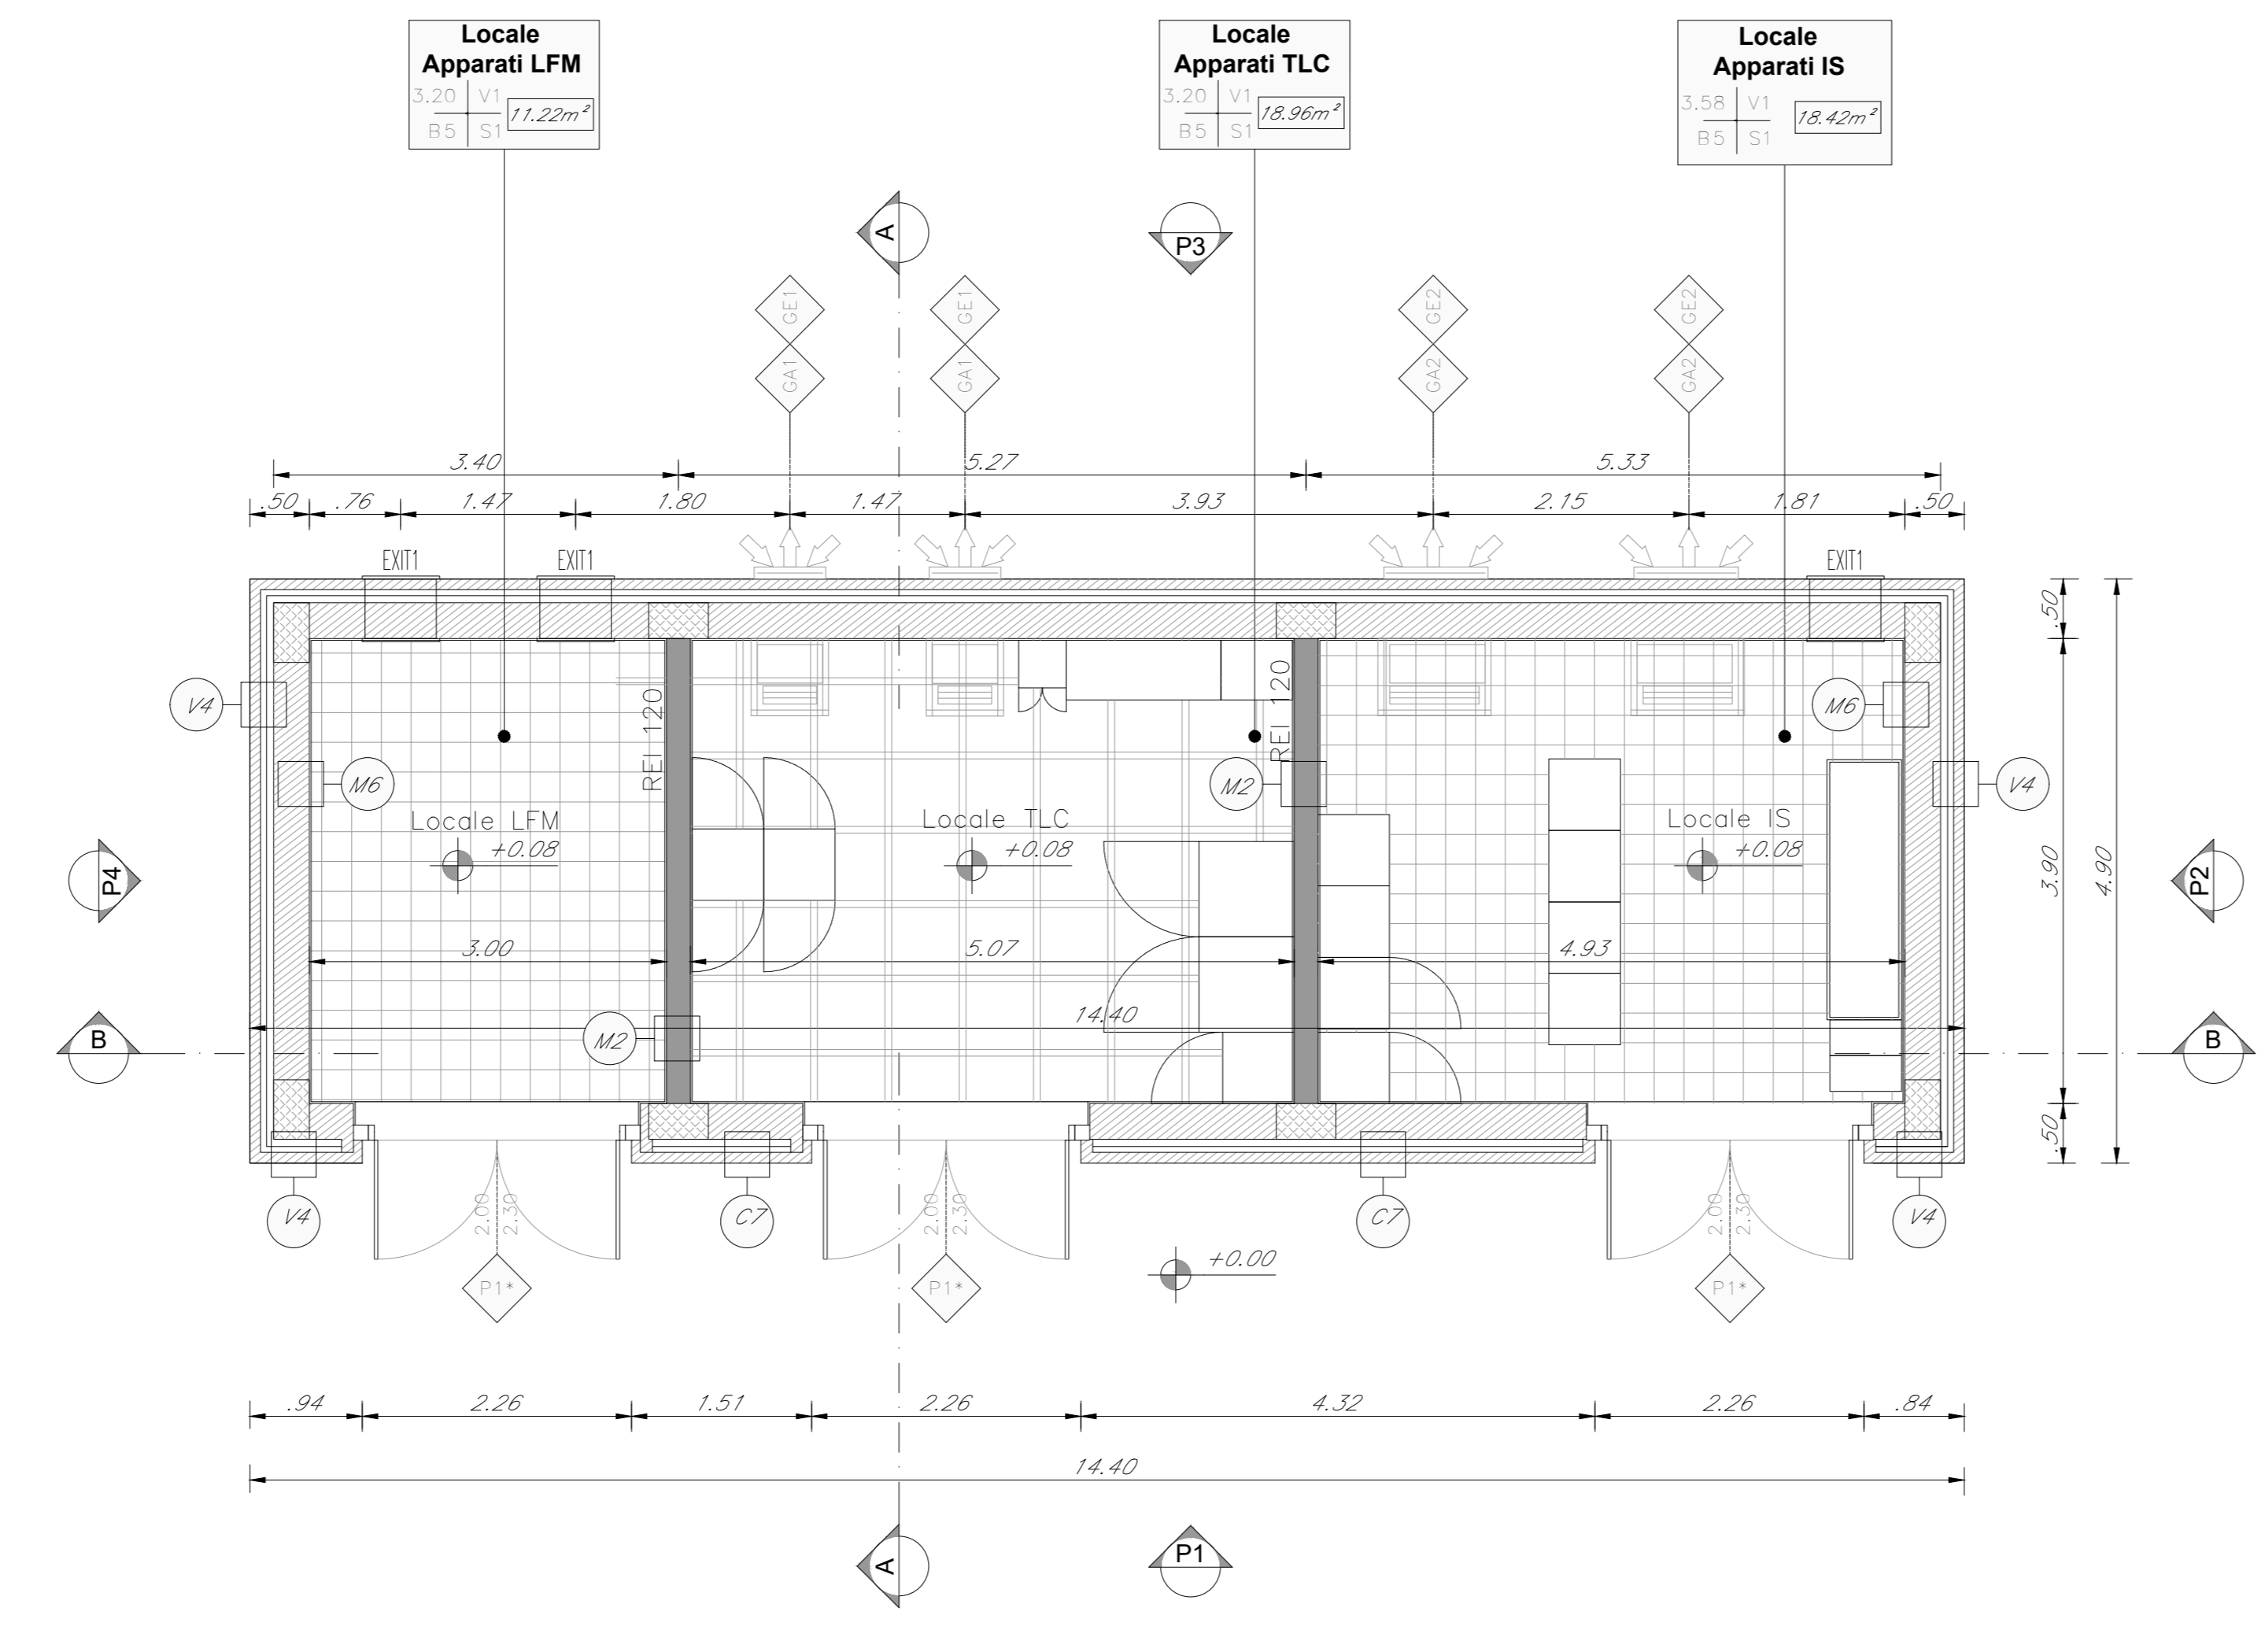 Locale
Apparati LFM
3.20 V1
11.22m²
B5 S1
Locale
Apparati TLC
3.20 V1
18.96m²
B5 S1
Locale
Apparati IS
3.58 V1
18.42m²
B5 S1
A
P3
GE1
GE1
GE2
GE2
GA1
GA1
GA2
GA2
3.40
5.27
5.33
.50
.76
1.47
1.80
1.47
3.93
2.15
1.81
.50
EXIT1
EXIT1
EXIT1
.50
V4
REI 120
REI 120
M6
M6
M2
V4
Locale LFM
+0.08
Locale TLC
+0.08
Locale IS
+0.08
P4
P2
3.90
4.90
3.00
5.07
4.93
14.40
B
M2
B
.50
V4
2.00
2.30
C7
2.00
2.30
C7
2.00
2.30
V4
P1*
P1*
+0.00
P1*
.94
2.26
1.51
2.26
4.32
2.26
.84
14.40
A
P1